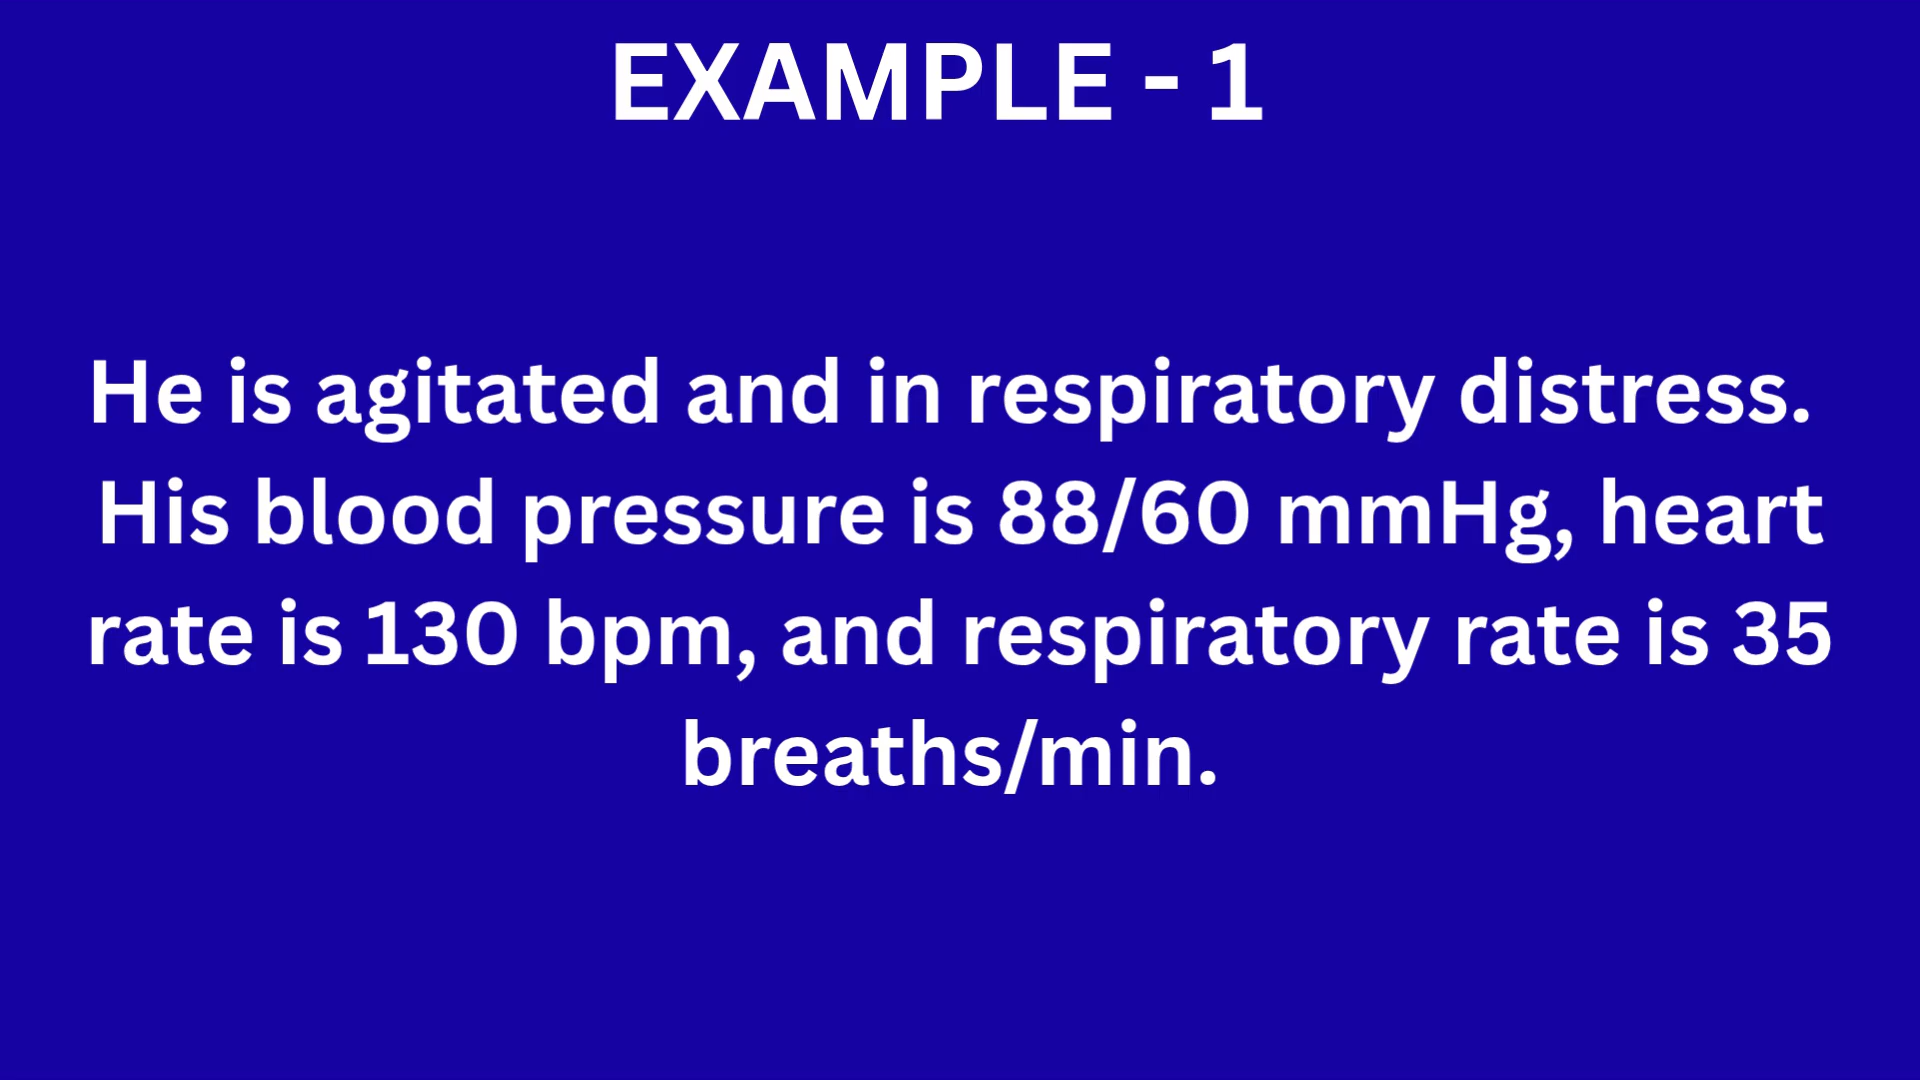 EXAMPLE - 1
He is agitated and in respiratory distress.
His blood pressure is 88/60 mmHg, heart
rate is 130 bpm, and respiratory rate is 35
breaths/min.